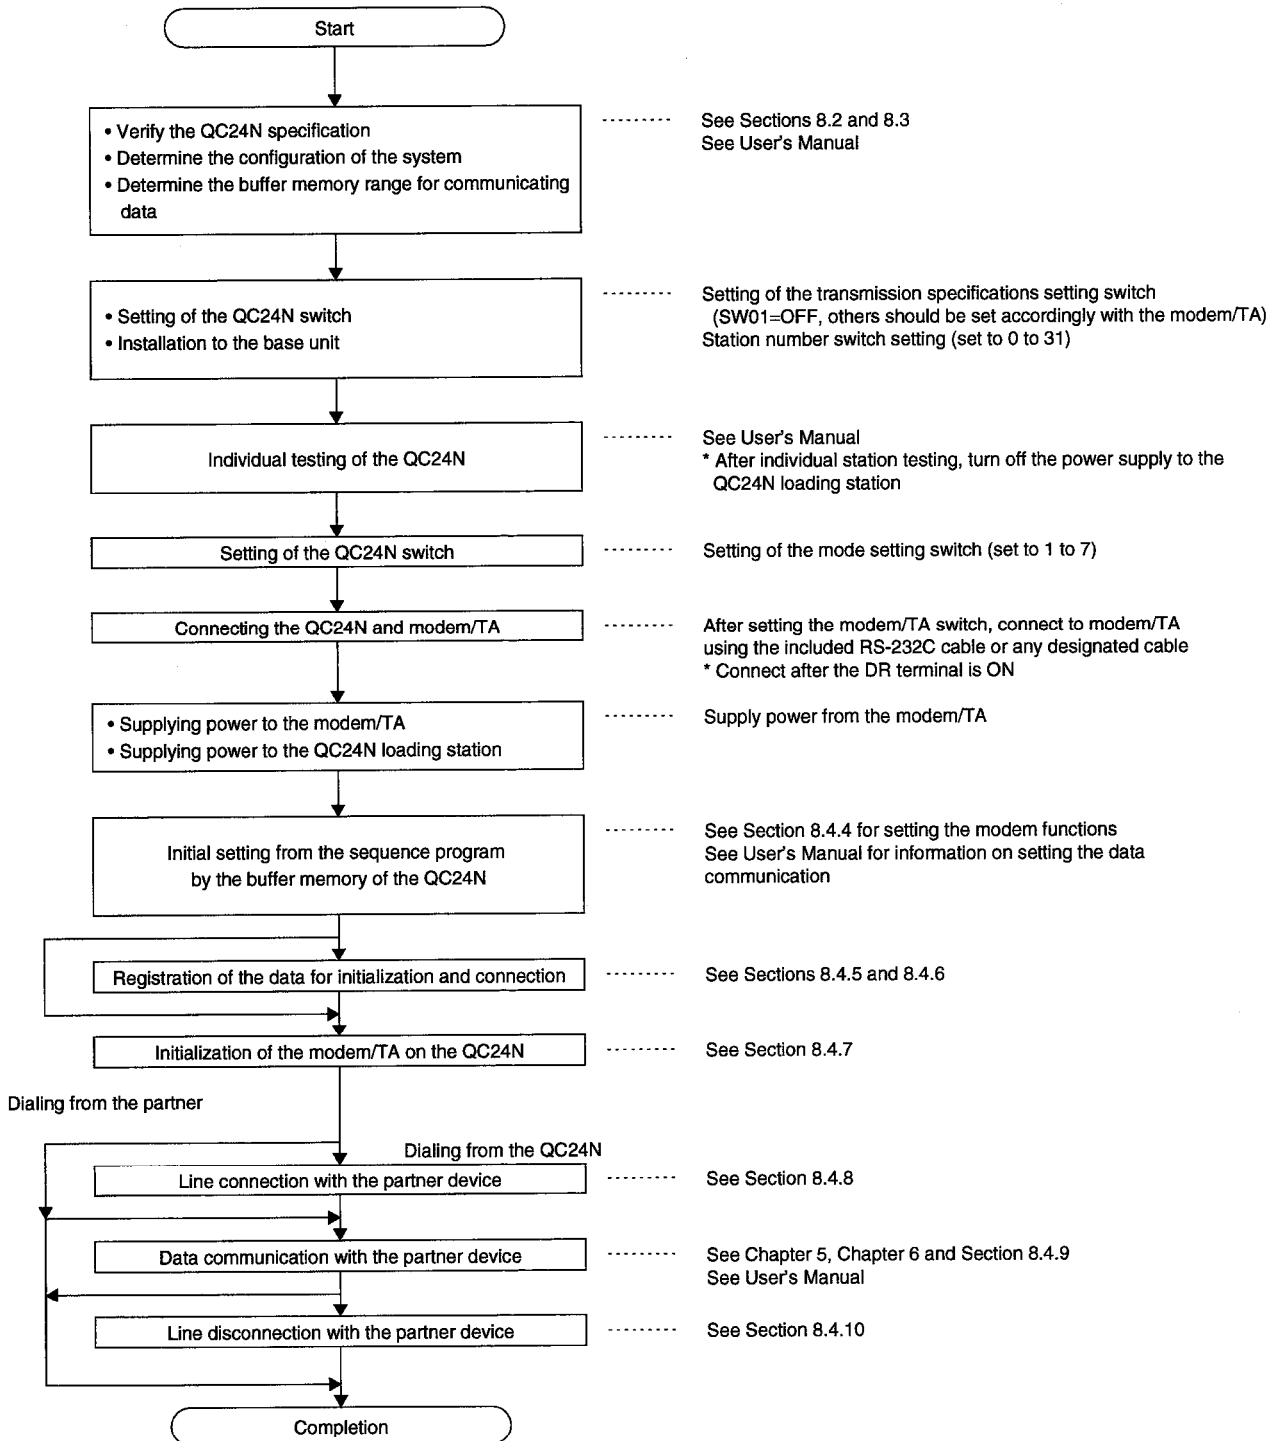 Start
• Verify the QC24N specification
• Determine the configuration of the system
• Determine the buffer memory range for communicating
data
See Sections 8.2 and 8.3
See User's Manual
• Setting of the QC24N switch
• Installation to the base unit
Setting of the transmission specifications setting switch
(SW01=OFF, others should be set accordingly with the modem/TA)
Station number switch setting (set to 0 to 31)
Individual testing of the QC24N
See User's Manual
* After individual station testing, turn off the power supply to the
QC24N loading station
Setting of the QC24N switch
Setting of the mode setting switch (set to 1 to 7)
Connecting the QC24N and modem/TA
After setting the modem/TA switch, connect to modem/TA
using the included RS-232C cable or any designated cable
* Connect after the DR terminal is ON
• Supplying power to the modem/TA
• Supplying power to the QC24N loading station
Supply power from the modem/TA
Initial setting from the sequence program
by the buffer memory of the QC24N
See Section 8.4.4 for setting the modem functions
See User's Manual for information on setting the data
communication
Registration of the data for initialization and connection
See Sections 8.4.5 and 8.4.6
Initialization of the modem/TA on the QC24N
See Section 8.4.7
Dialing from the partner
Dialing from the QC24N
Line connection with the partner device
See Section 8.4.8
Data communication with the partner device
See Chapter 5, Chapter 6 and Section 8.4.9
See User's Manual
Line disconnection with the partner device
See Section 8.4.10
Completion